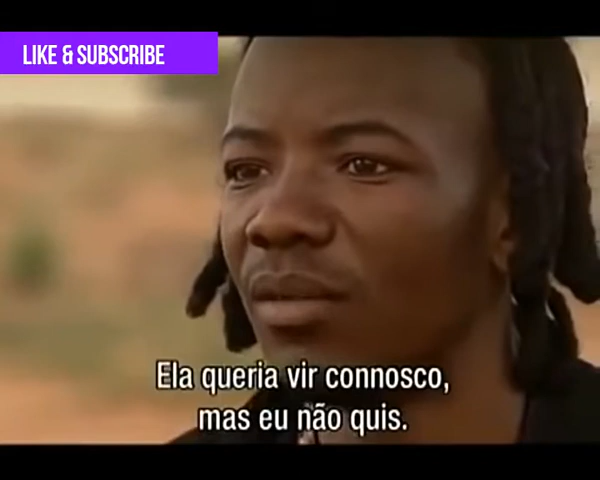 LIKE & SUBSCRIBE
Ela queria vir connosco,
mas eu não quis.